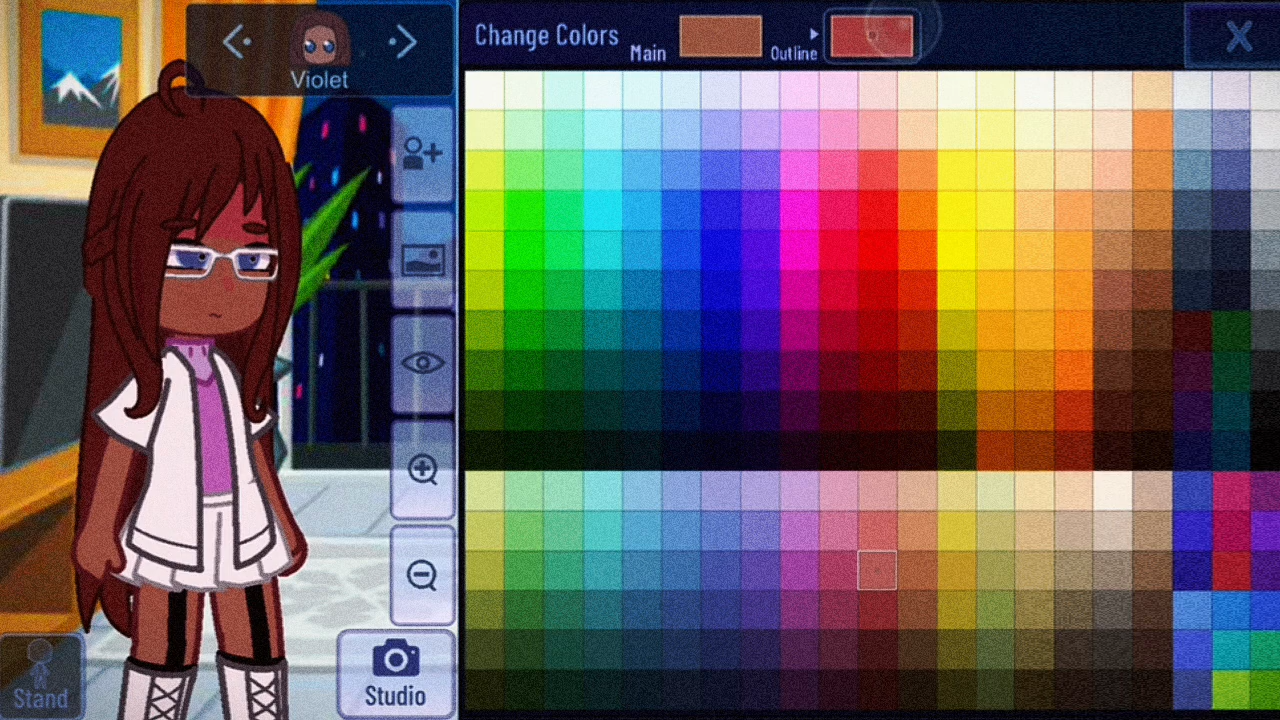 Violet
Change Colors
Main
Outline
Stand
Studio